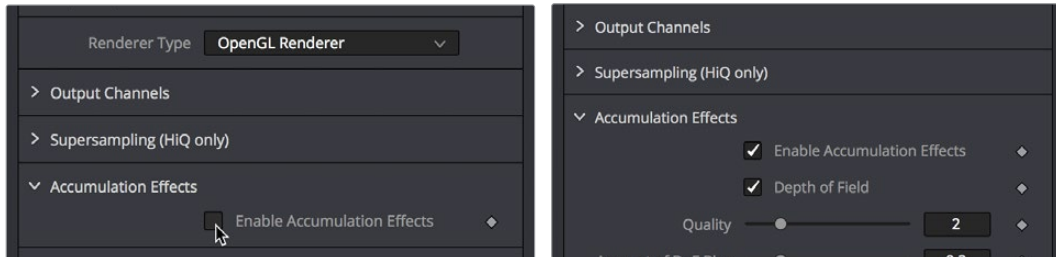 Renderer Type OpenGL Renderer
Output Channels
Supersampling (HiQ only)
Accumulation Effects
Enable Accumulation Effects
Output Channels
Supersampling (HiQ only)
Accumulation Effects
Enable Accumulation Effects
Depth of Field
Quality 2